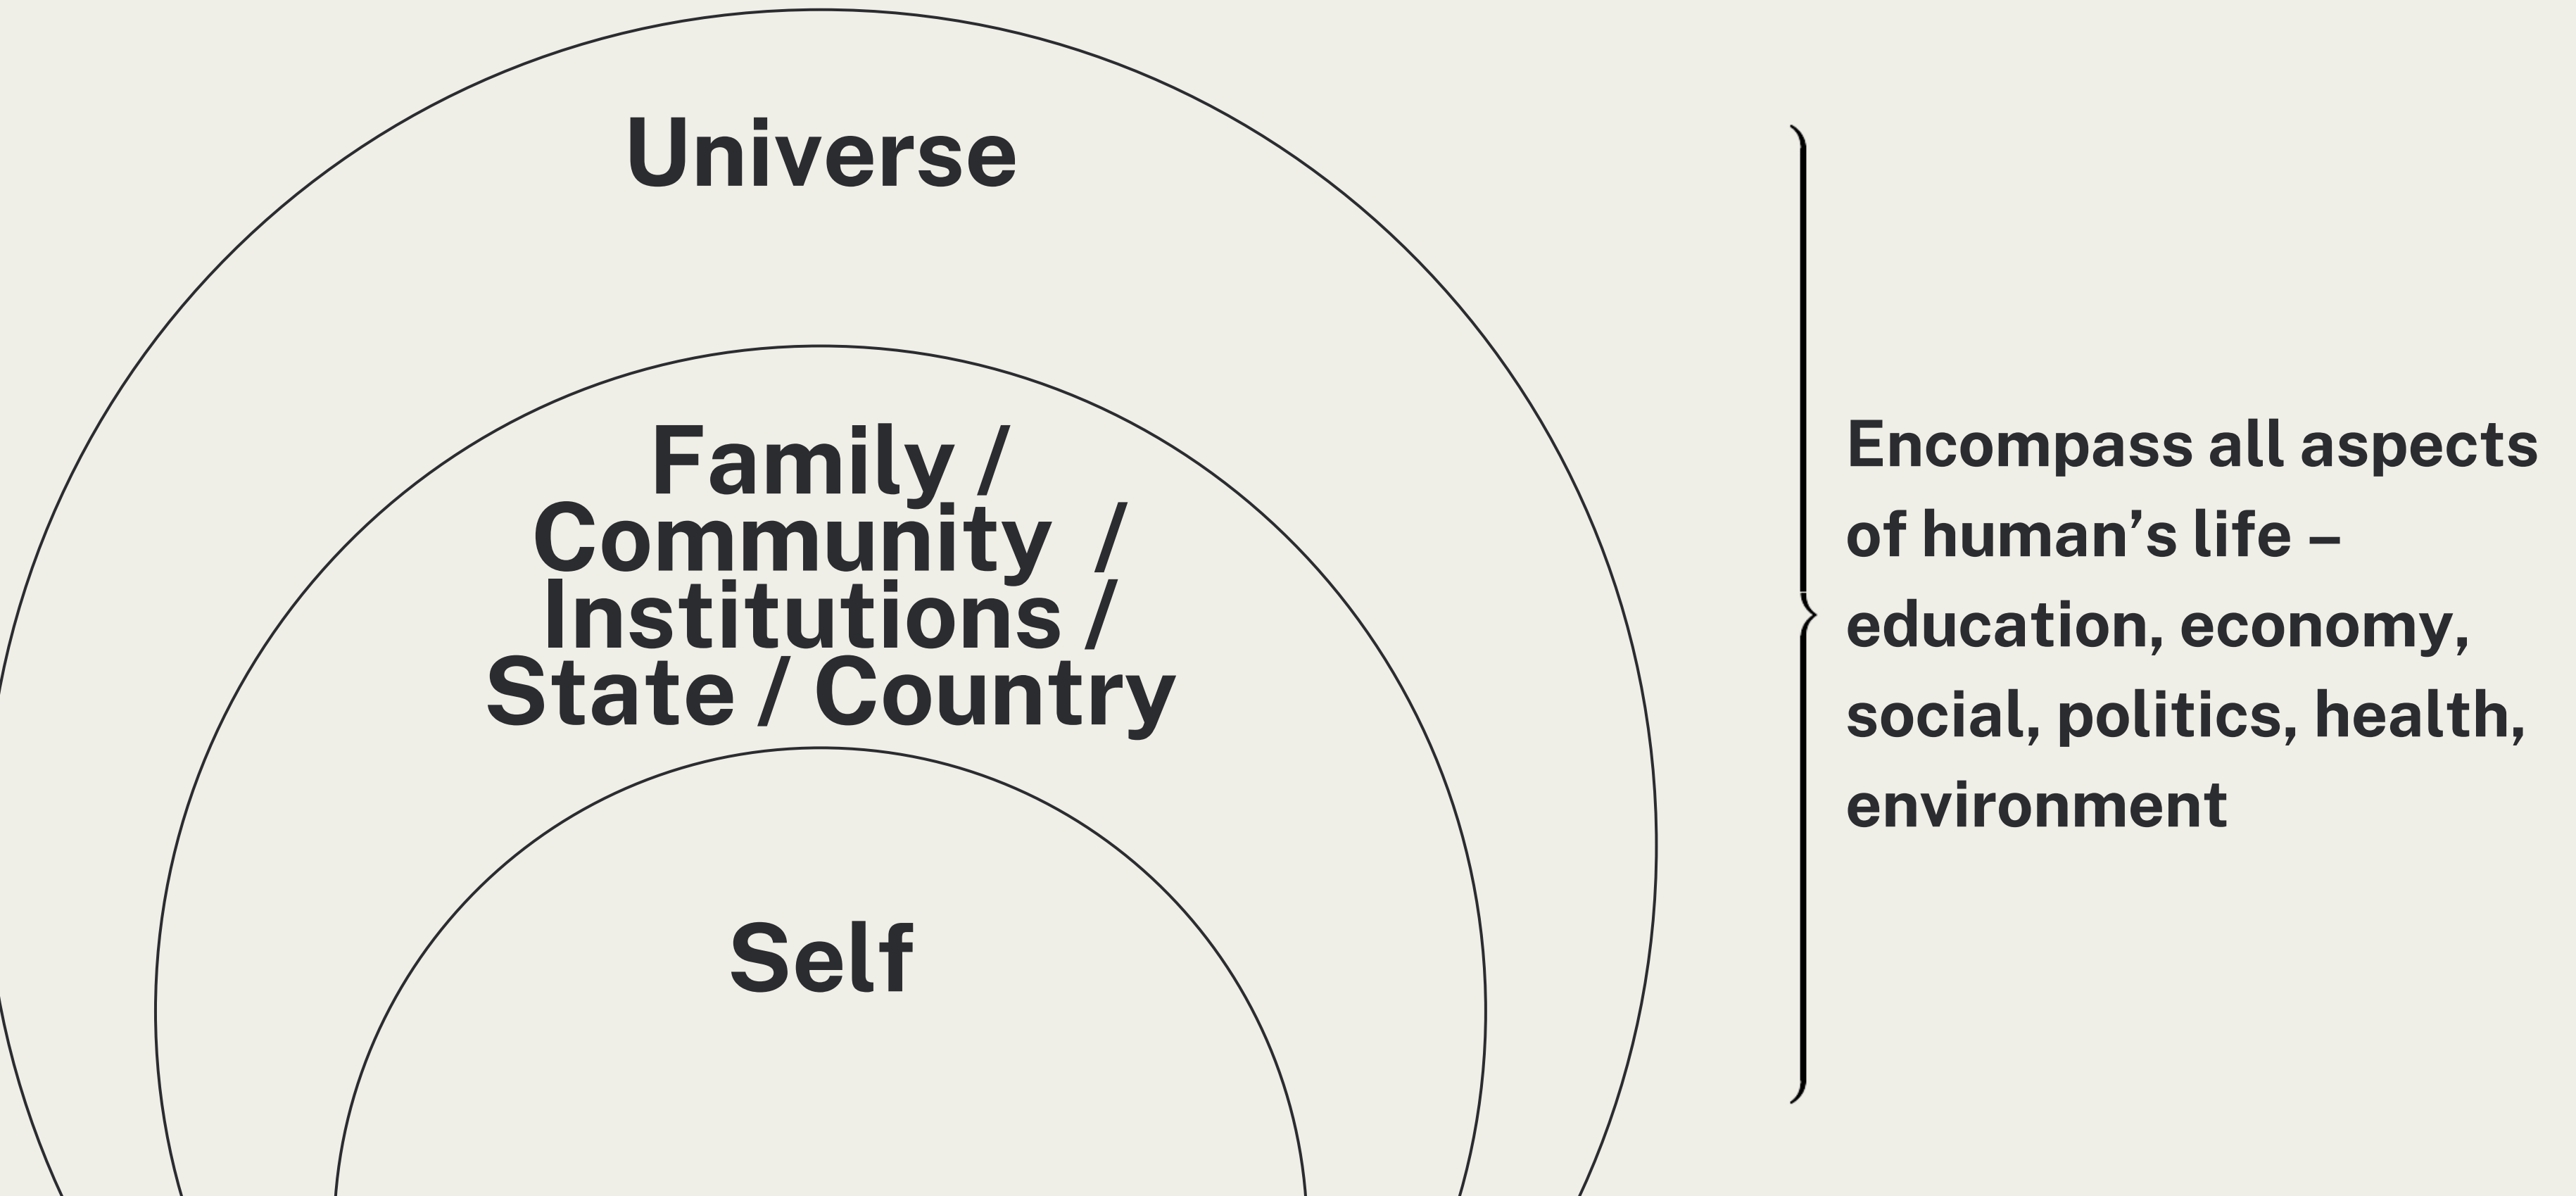 Universe
Family /
Community /
Institutions /
State / Country
Self
Encompass all aspects
of human’s life –
education, economy,
social, politics, health,
environment